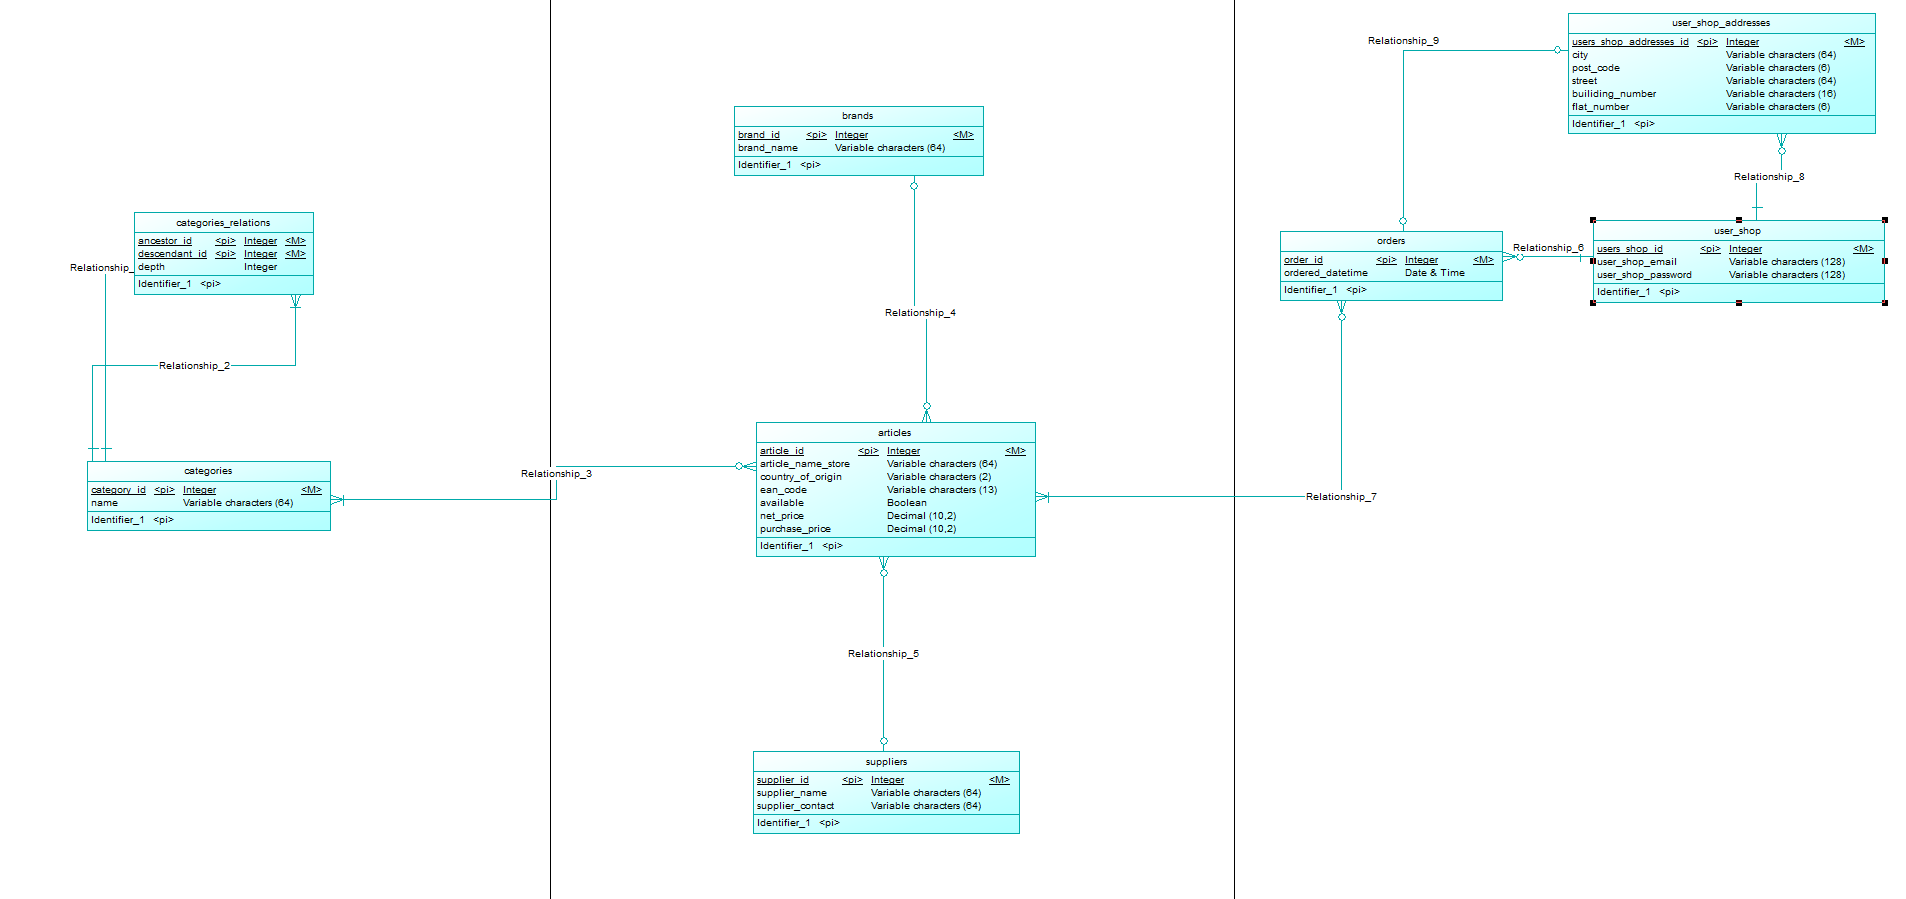 user_shop_addresses
users_shop_addresses_id <pi> Integer <M>
city Variable characters (64)
post_code Variable characters (6)
street Variable characters (64)
builiding_number Variable characters (16)
flat_number Variable characters (6)
Identifier_1 <pi>
Relationship_9
brands
brand_id <pi> Integer <M>
brand_name Variable characters (64)
Identifier_1 <pi>
Relationship_8
categories_relations
ancestor_id <pi> Integer <M>
descendant_id <pi> Integer <M>
depth Integer
Identifier_1 <pi>
Relationship_
user_shop
users_shop_id <pi> Integer <M>
user_shop_email Variable characters (128)
user_shop_password Variable characters (128)
Identifier_1 <pi>
orders
order_id <pi> Integer <M>
ordered_datetime Date & Time
Identifier_1 <pi>
Relationship_6
Relationship_4
Relationship_2
articles
article_id <pi> Integer <M>
article_name_store Variable characters (64)
country_of_origin Variable characters (2)
ean_code Variable characters (13)
available Boolean
net_price Decimal (10,2)
purchase_price Decimal (10,2)
Identifier_1 <pi>
categories
category_id <pi> Integer <M>
name Variable characters (64)
Identifier_1 <pi>
Relationship_3
Relationship_7
Relationship_5
suppliers
supplier_id <pi> Integer <M>
supplier_name Variable characters (64)
supplier_contact Variable characters (64)
Identifier_1 <pi>